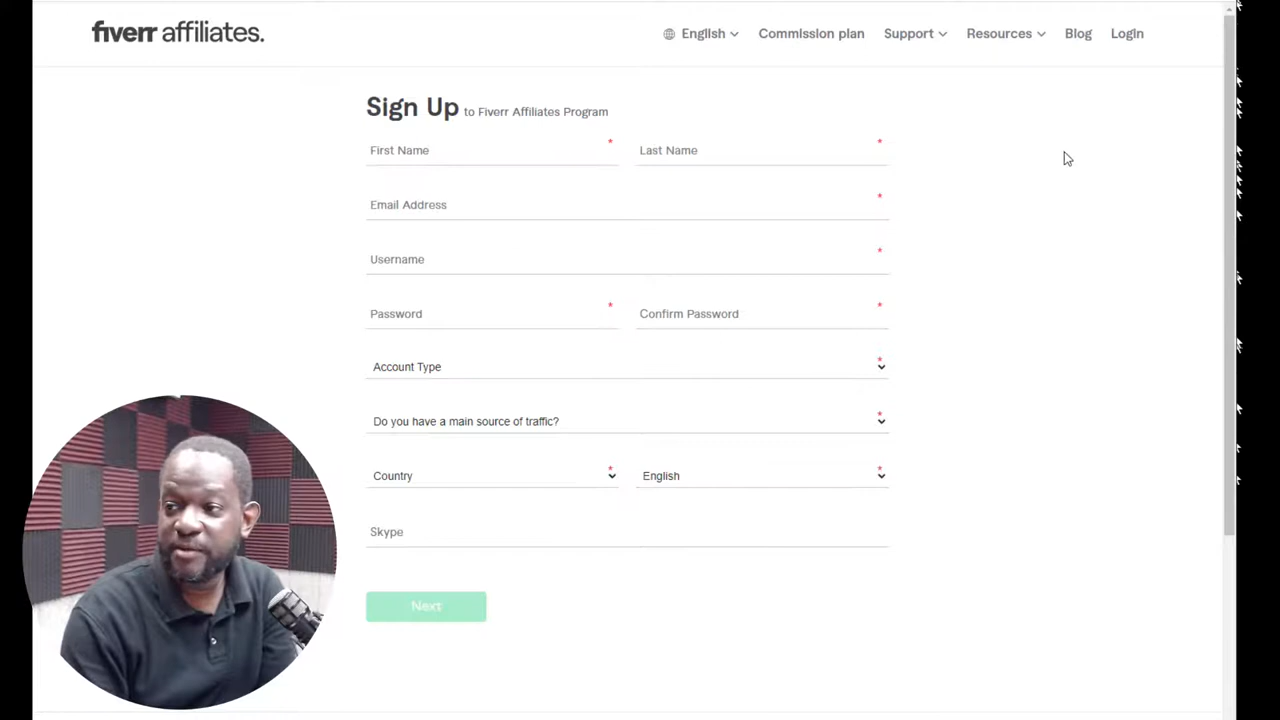 fiverr affiliates.
English
Commission plan
Support
Resources
Blog
Login
Sign Up to Fiverr Affiliates Program
First Name *
Last Name *
Email Address *
Username *
Password *
Confirm Password *
Account Type *
Do you have a main source of traffic? *
Country *
English *
Skype
Next